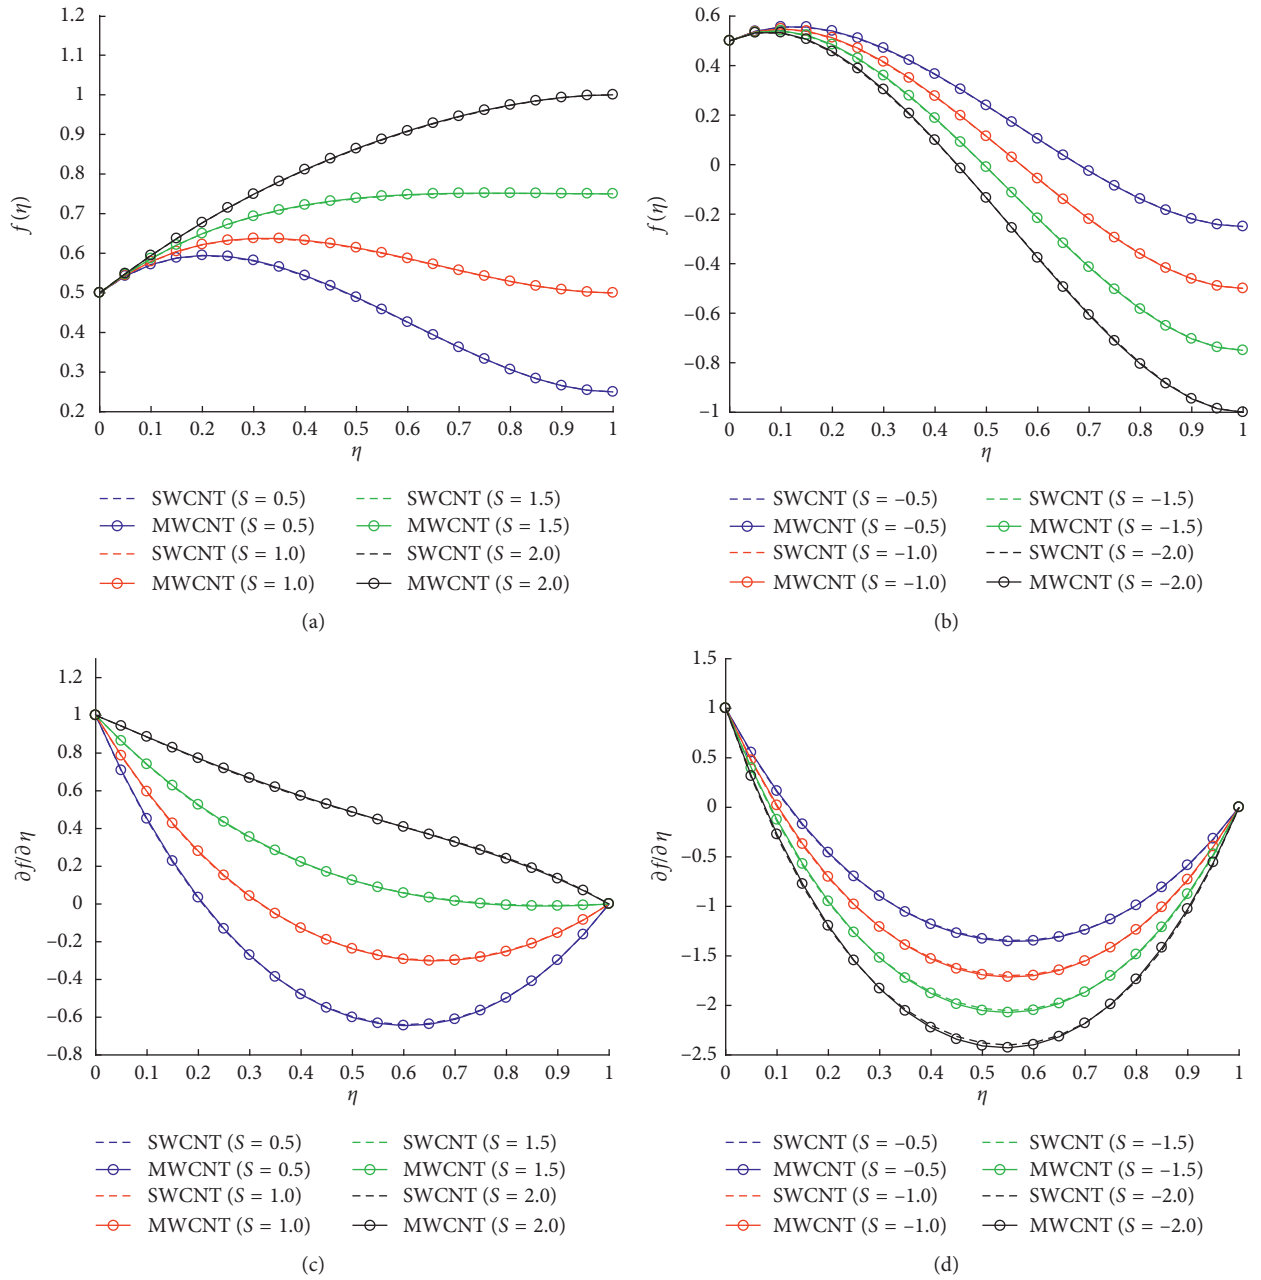 1.2
1.1
1
0.9
0.8
0.7
0.6
0.5
0.4
0.3
0.2
f(η)
0 0.1 0.2 0.3 0.4 0.5 0.6 0.7 0.8 0.9 1
η
SWCNT (S = 0.5)
MWCNT (S = 0.5)
SWCNT (S = 1.0)
MWCNT (S = 1.0)
SWCNT (S = 1.5)
MWCNT (S = 1.5)
SWCNT (S = 2.0)
MWCNT (S = 2.0)
(a)
0.6
0.4
0.2
0
–0.2
–0.4
–0.6
–0.8
–1
f(η)
0 0.1 0.2 0.3 0.4 0.5 0.6 0.7 0.8 0.9 1
η
SWCNT (S = –0.5)
MWCNT (S = –0.5)
SWCNT (S = –1.0)
MWCNT (S = –1.0)
SWCNT (S = –1.5)
MWCNT (S = –1.5)
SWCNT (S = –2.0)
MWCNT (S = –2.0)
(b)
1.2
1
0.8
0.6
0.4
0.2
0
–0.2
–0.4
–0.6
–0.8
∂f/∂η
0 0.1 0.2 0.3 0.4 0.5 0.6 0.7 0.8 0.9 1
η
SWCNT (S = 0.5)
MWCNT (S = 0.5)
SWCNT (S = 1.0)
MWCNT (S = 1.0)
SWCNT (S = 1.5)
MWCNT (S = 1.5)
SWCNT (S = 2.0)
MWCNT (S = 2.0)
(c)
1.5
1
0.5
0
–0.5
–1
–1.5
–2
–2.5
∂f/∂η
0 0.1 0.2 0.3 0.4 0.5 0.6 0.7 0.8 0.9 1
η
SWCNT (S = –0.5)
MWCNT (S = –0.5)
SWCNT (S = –1.0)
MWCNT (S = –1.0)
SWCNT (S = –1.5)
MWCNT (S = –1.5)
SWCNT (S = –2.0)
MWCNT (S = –2.0)
(d)